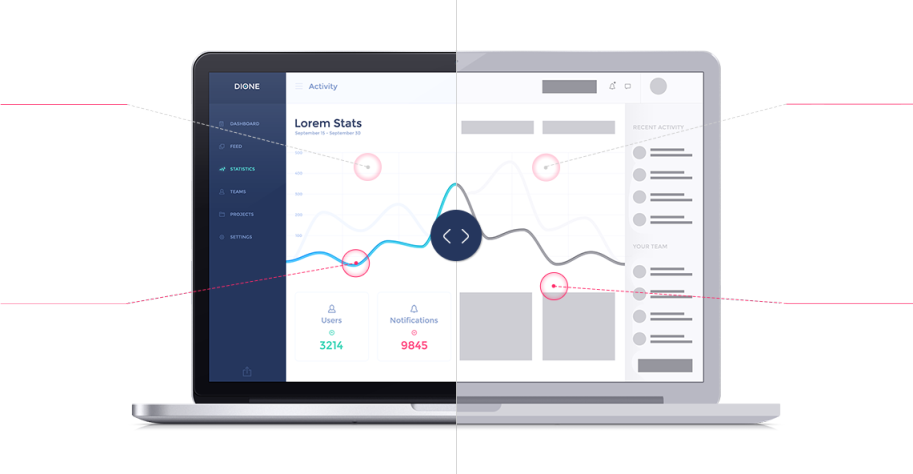 DIONE
Activity
DASHBOARD
FEED
STATISTICS
TEAMS
PROJECTS
SETTINGS
Lorem Stats
September 13 - September 30
Users
3214
Notifications
9845
RECENT ACTIVITY
YOUR TEAM